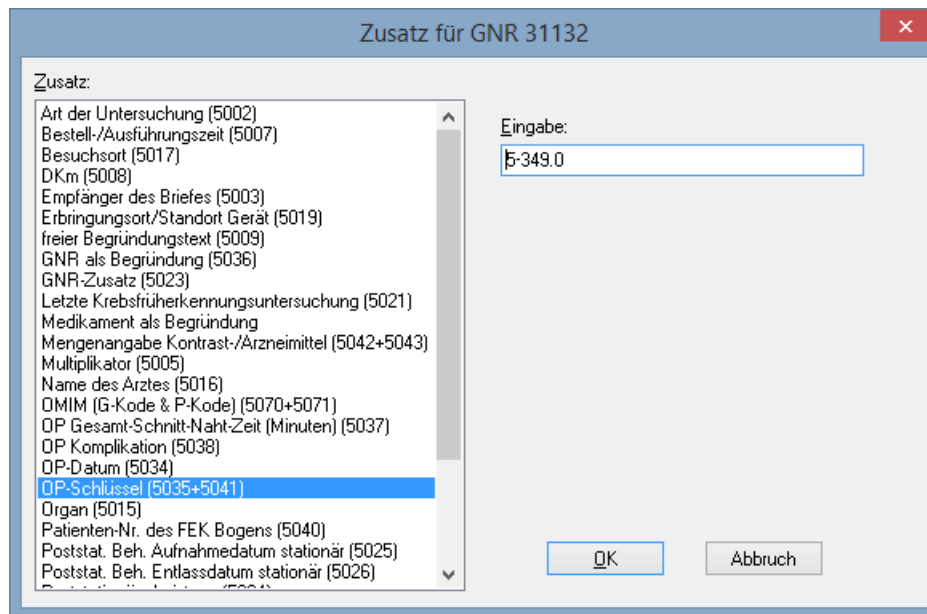 Zusatz für GNR 31132
Zusatz:
Art der Untersuchung (5002)
Bestell-/Ausführungszeit (5007)
Besuchsort (5017)
DKm (5008)
Empfänger des Briefes (5003)
Erbringungsort/Standort Gerät (5019)
freier Begründungstext (5009)
GNR als Begründung (5036)
GNR-Zusatz (5023)
Letzte Krebsfrüherkennungsuntersuchung (5021)
Medikament als Begründung
Mengenangabe Kontrast-/Arzneimittel (5042+5043)
Multiplikator (5005)
Name des Arztes (5016)
OMIM (G-Kode & P-Kode) (5070+5071)
OP Gesamt-Schnitt-Naht-Zeit (Minuten) (5037)
OP Komplikation (5038)
OP-Datum (5034)
OP-Schlüssel (5035+5041)
Organ (5015)
Patienten-Nr. des FEK Bogens (5040)
Poststat. Beh. Aufnahmedatum stationär (5025)
Poststat. Beh. Entlassdatum stationär (5026)
Eingabe:
5-349.0
OK
Abbruch